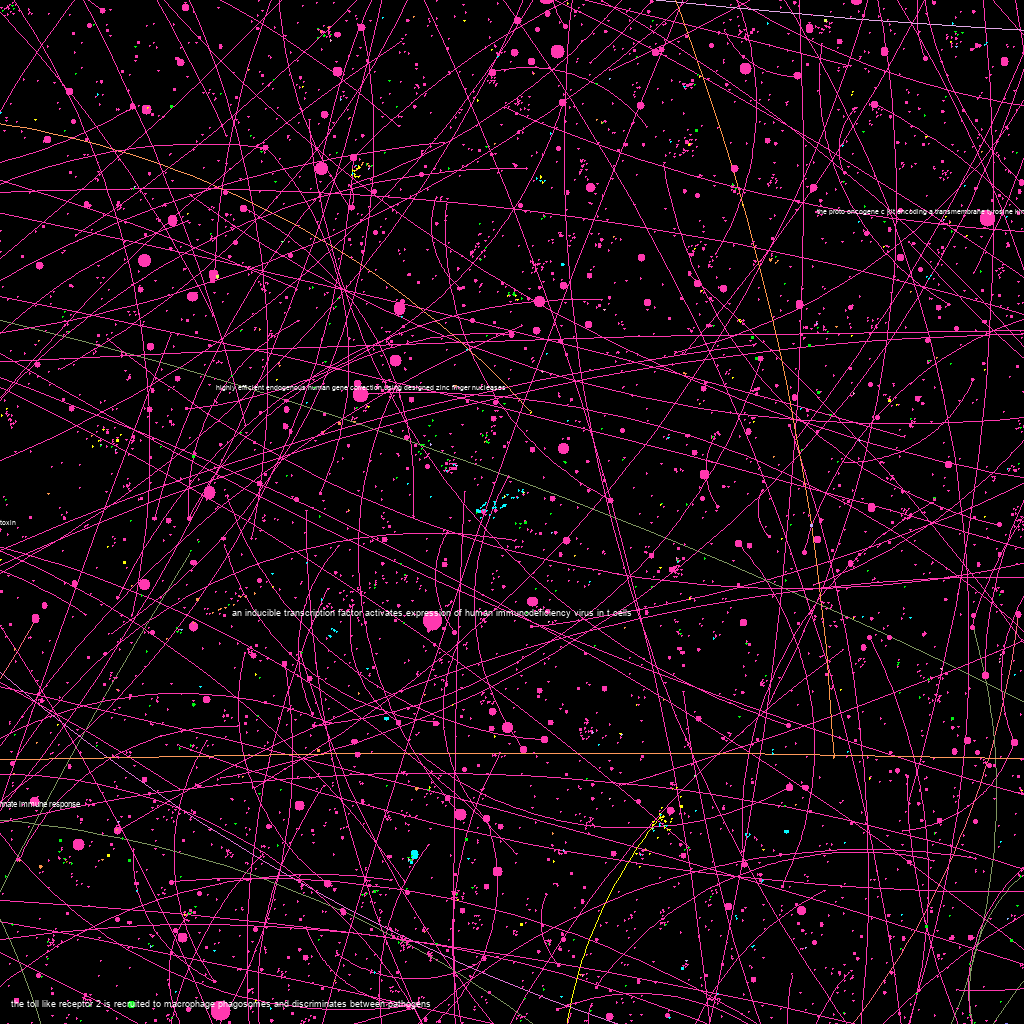 the proto oncogene c kit encoding a transmembrane tyrosine kin
highly efficient endogenous human gene correction using designed zinc finger nucleases
toxin
an inducible transcription factor activates expression of human immunodeficiency virus in t cells
nnate immune response
the toll like receptor 2 is recruited to macrophage phagosomes and discriminates between pathogens